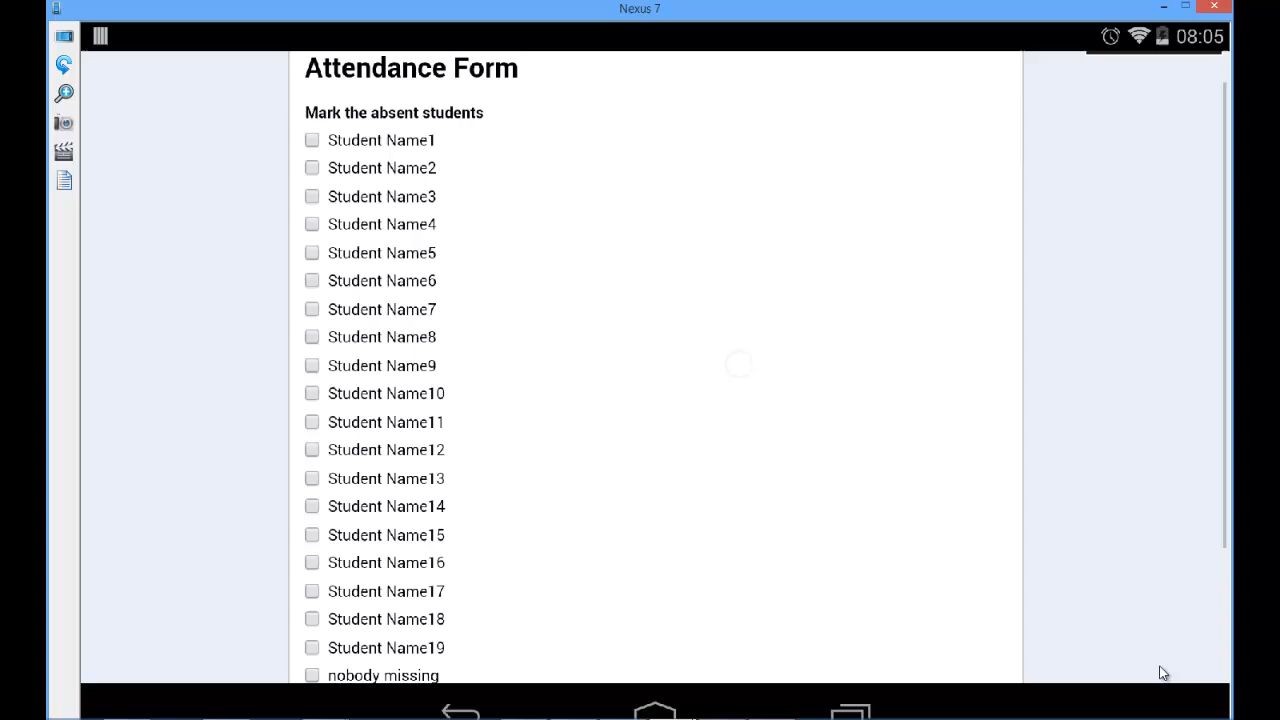 Nexus 7
08:05
Attendance Form
Mark the absent students
Student Name1
Student Name2
Student Name3
Student Name4
Student Name5
Student Name6
Student Name7
Student Name8
Student Name9
Student Name10
Student Name11
Student Name12
Student Name13
Student Name14
Student Name15
Student Name16
Student Name17
Student Name18
Student Name19
nobody missing